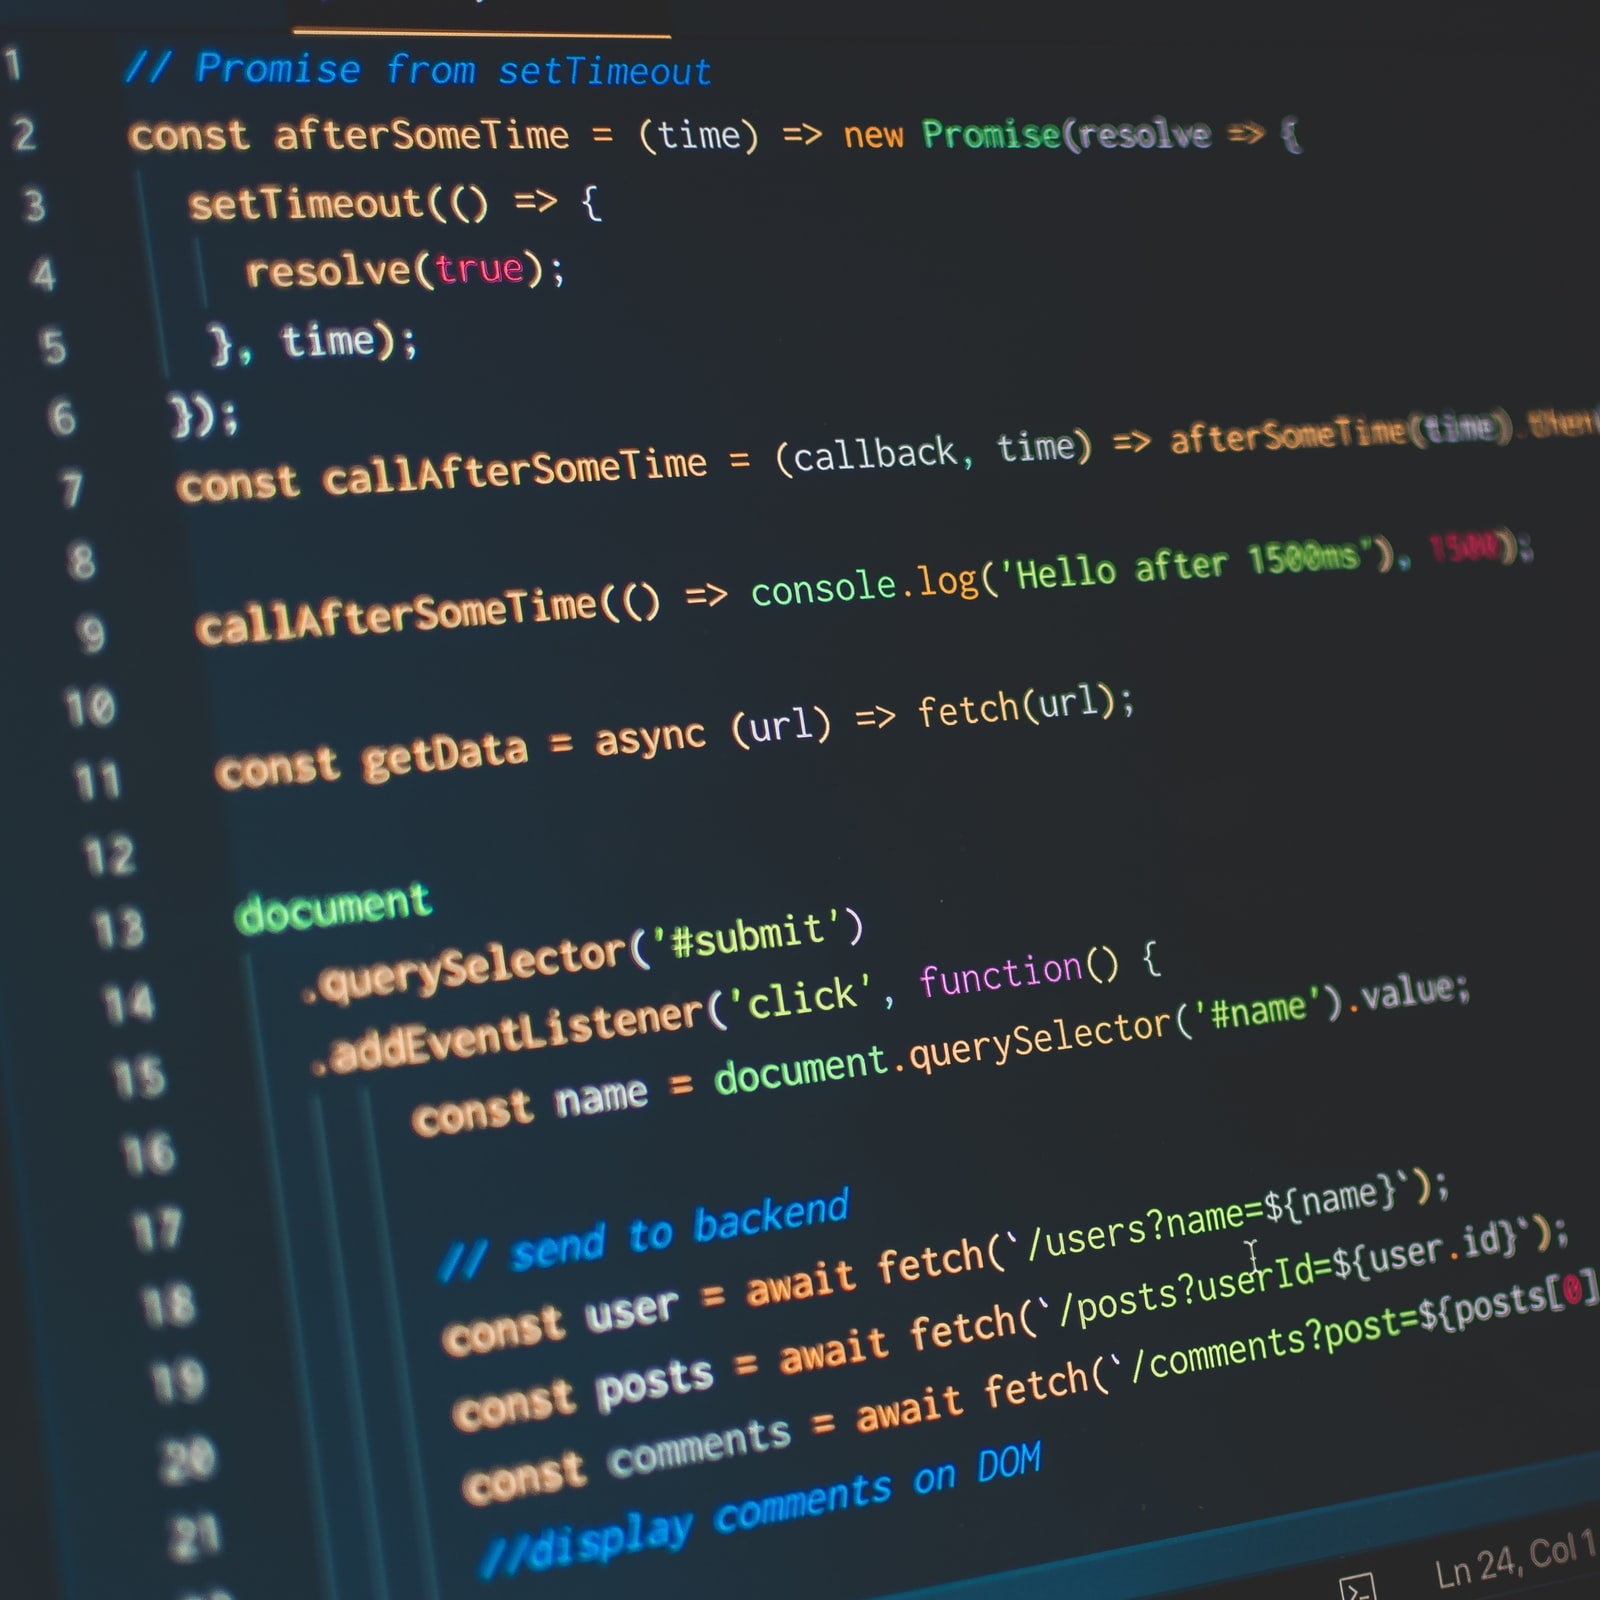 1 // Promise from setTimeout
2 const afterSomeTime = (time) => new Promise(resolve => {
3 setTimeout(() => {
4 resolve(true);
5 }, time);
6 });
7 const callAfterSomeTime = (callback, time) => afterSomeTime(time).then(
8
9 callAfterSomeTime(() => console.log('Hello after 1500ms'), 1500);
10
11 const getData = async (url) => fetch(url);
12
13 document
14 .querySelector('#submit')
15 .addEventListener('click', function() {
16 const name = document.querySelector('#name').value;
17
18 // send to backend
19 const user = await fetch(`/users?name=${name}`);
20 const posts = await fetch(`/posts?userId=${user.id}`);
21 const comments = await fetch(`/comments?post=${posts[0]
//display comments on DOM
Ln 24, Col 1